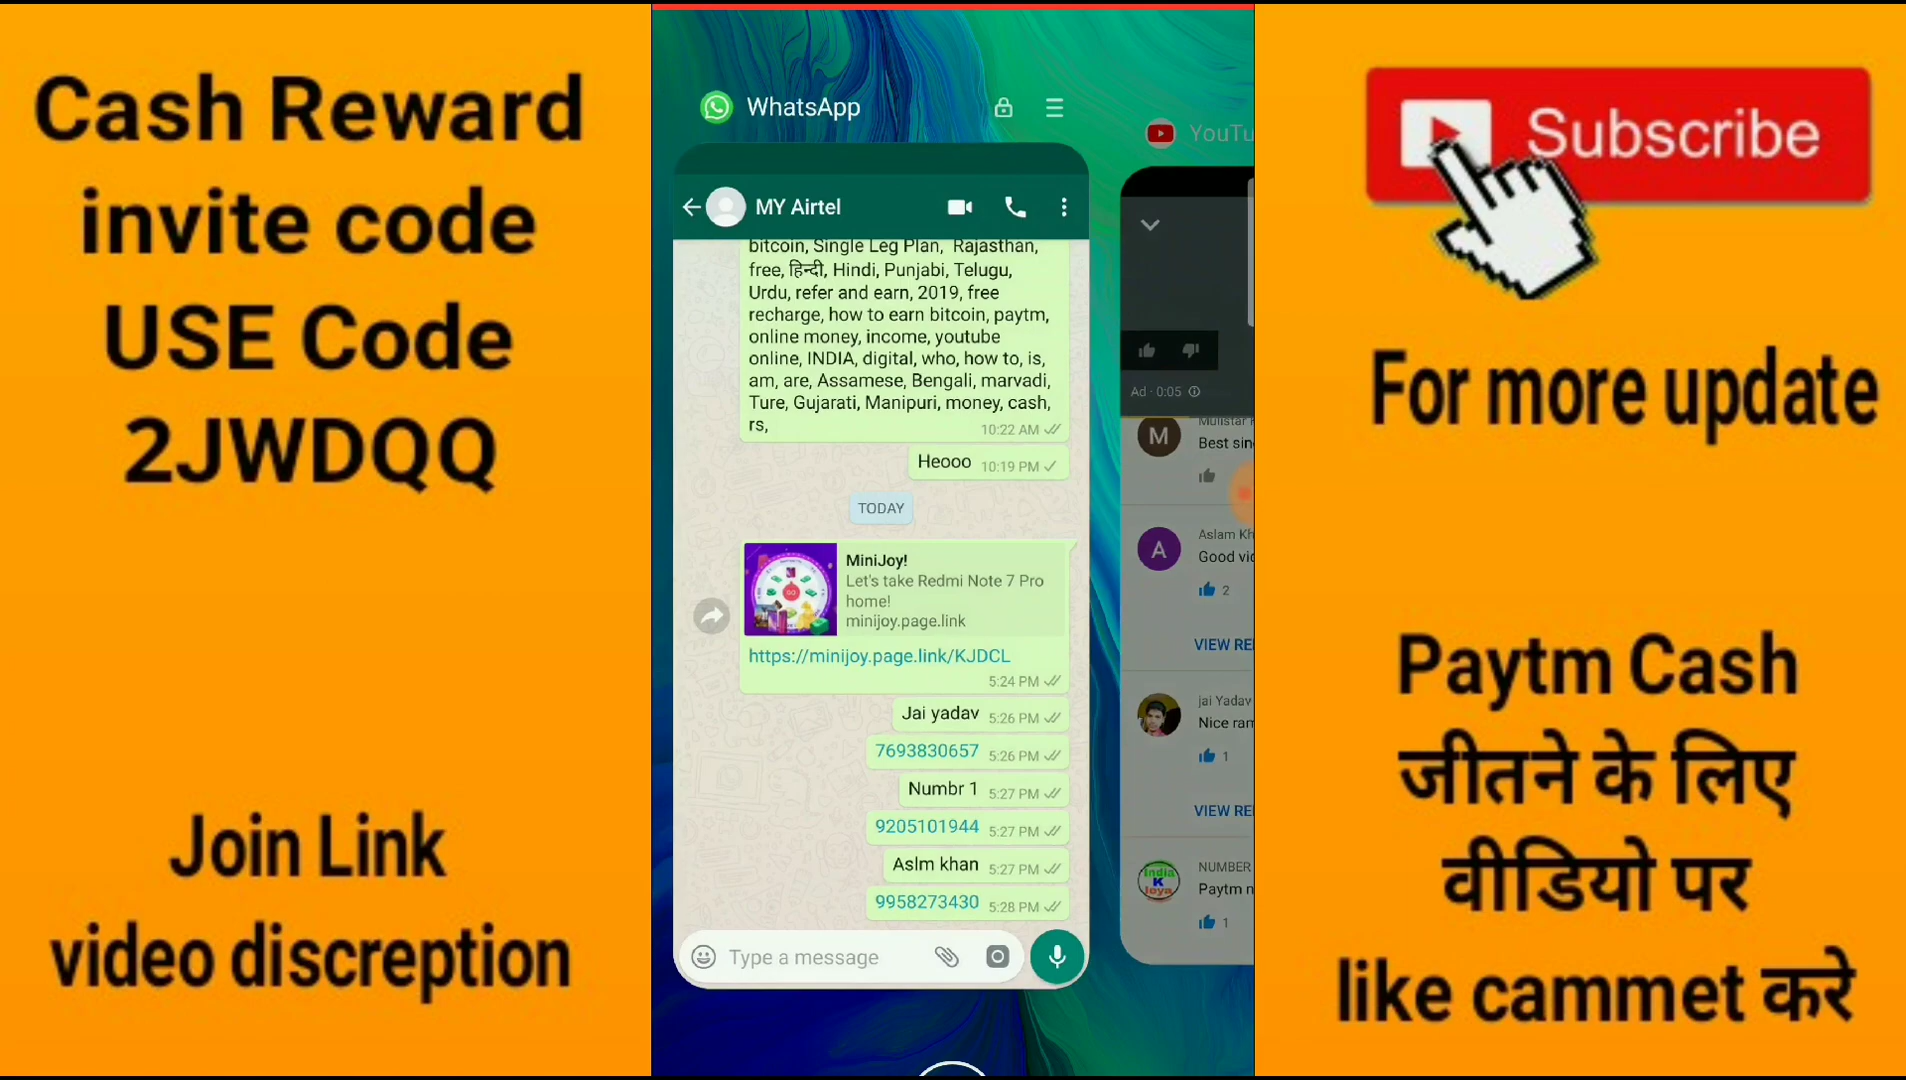 Cash Reward
invite code
USE Code
2JWDQQ
Join Link
video discreption
WhatsApp
MY Airtel
bitcoin, Single Leg Plan, Rajasthan,
free, हिन्दी, Hindi, Punjabi, Telugu,
Urdu, refer and earn, 2019, free
recharge, how to earn bitcoin, paytm,
online money, income, youtube
online, INDIA, digital, who, how to, is,
am, are, Assamese, Bengali, marvadi,
Ture, Gujarati, Manipuri, money, cash,
rs,
10:22 AM
Heooo 10:19 PM
TODAY
MiniJoy!
Let's take Redmi Note 7 Pro
home!
minijoy.page.link
GO
https://minijoy.page.link/KJDCL
5:24 PM
Jai yadav 5:26 PM
7693830657 5:26 PM
Numbr 1 5:27 PM
9205101944 5:27 PM
Aslm khan 5:27 PM
9958273430 5:28 PM
Type a message
YouTu
Ad · 0:05
M
Best sin
A
Aslam Kh
Good vid
2
VIEW RE
jai Yadav
Nice ram
1
VIEW RE
India
K
NUMBER
Paytm n
1
Subscribe
For more update
Paytm Cash
जीतने के लिए
वीडियो पर
like cammet करे